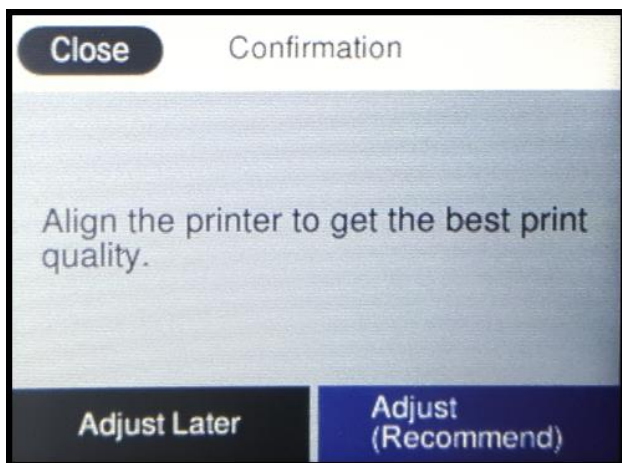 Close Confirmation
Align the printer to get the best print
quality.
Adjust Later
Adjust
(Recommend)